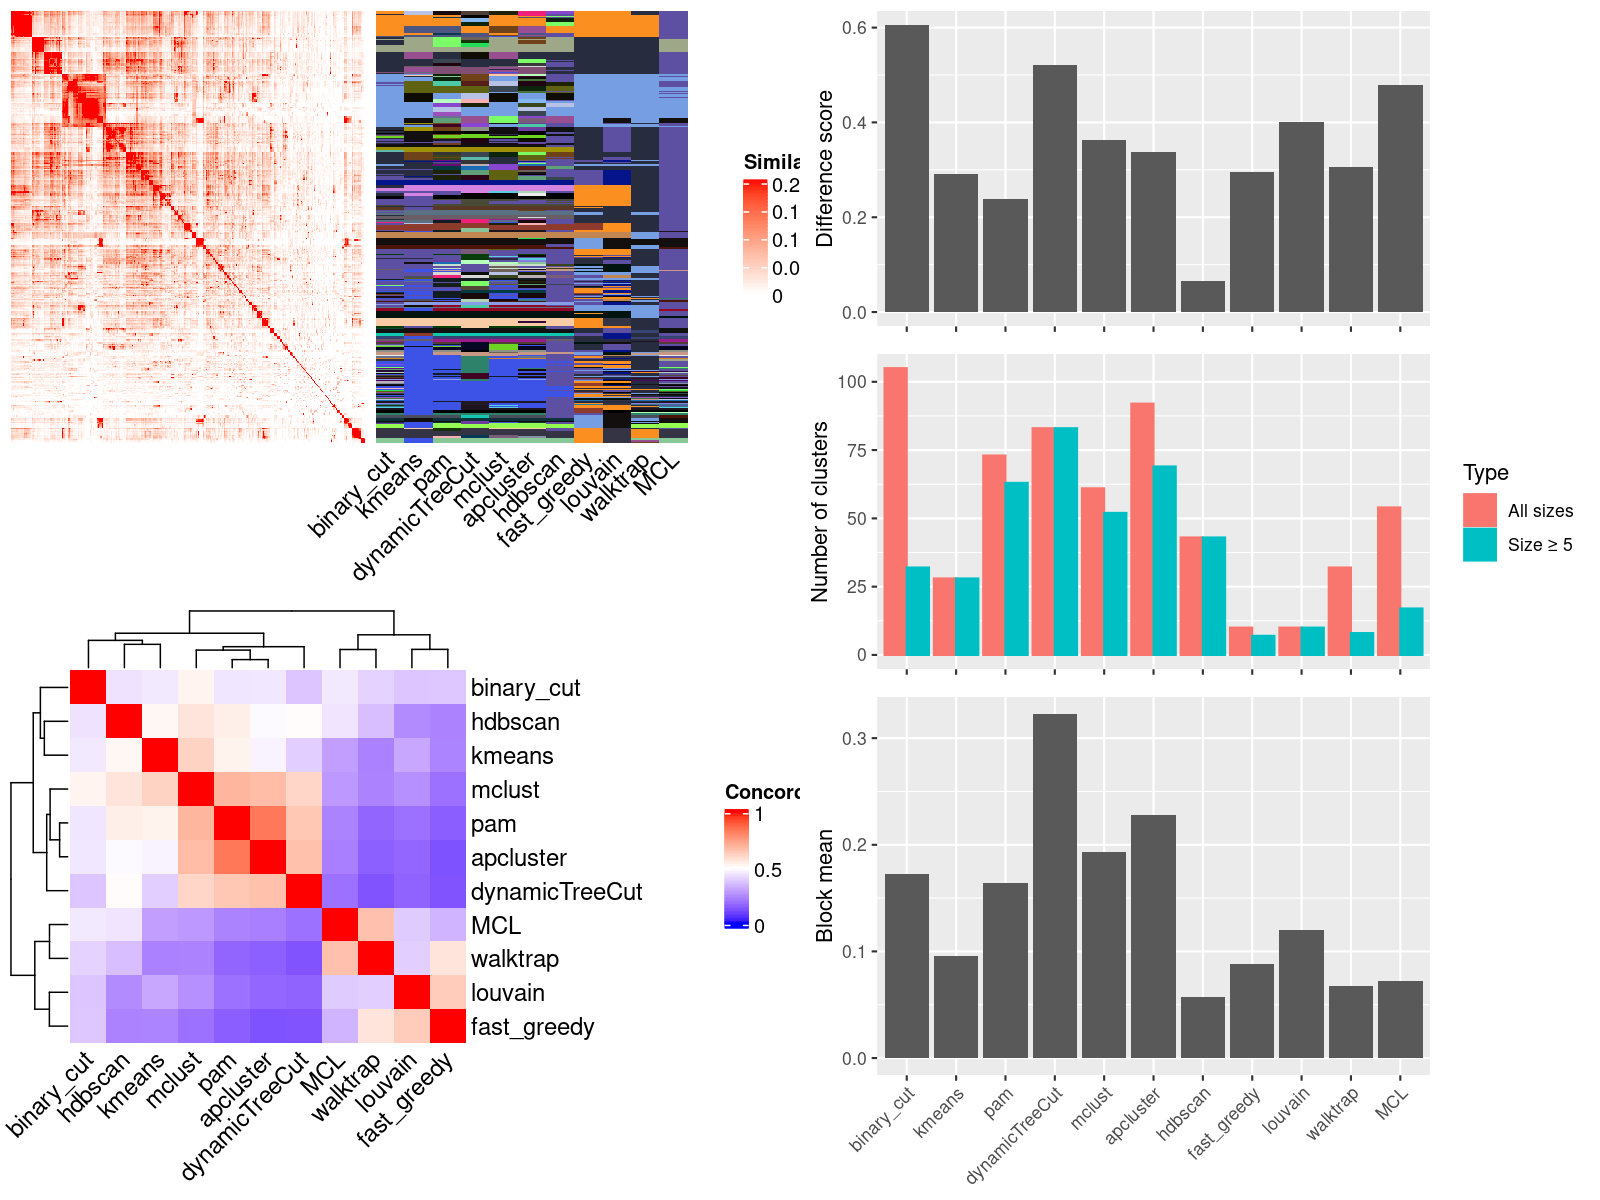 Simila
0.2
0.1
0.1
0.0
0
binary_cut
kmeans
pam
dynamicTreeCut
mclust
apcluster
hdbscan
fast_greedy
louvain
walktrap
MCL
binary_cut
hdbscan
kmeans
mclust
pam
apcluster
dynamicTreeCut
MCL
walktrap
louvain
fast_greedy
binary_cut
hdbscan
kmeans
mclust
pam
apcluster
dynamicTreeCut
MCL
walktrap
louvain
fast_greedy
Concord
1
0.5
0
Difference score
0.6
0.4
0.2
0.0
Number of clusters
100
75
50
25
0
Type
All sizes
Size ≥ 5
Block mean
0.3
0.2
0.1
0.0
binary_cut
kmeans
pam
dynamicTreeCut
mclust
apcluster
hdbscan
fast_greedy
louvain
walktrap
MCL